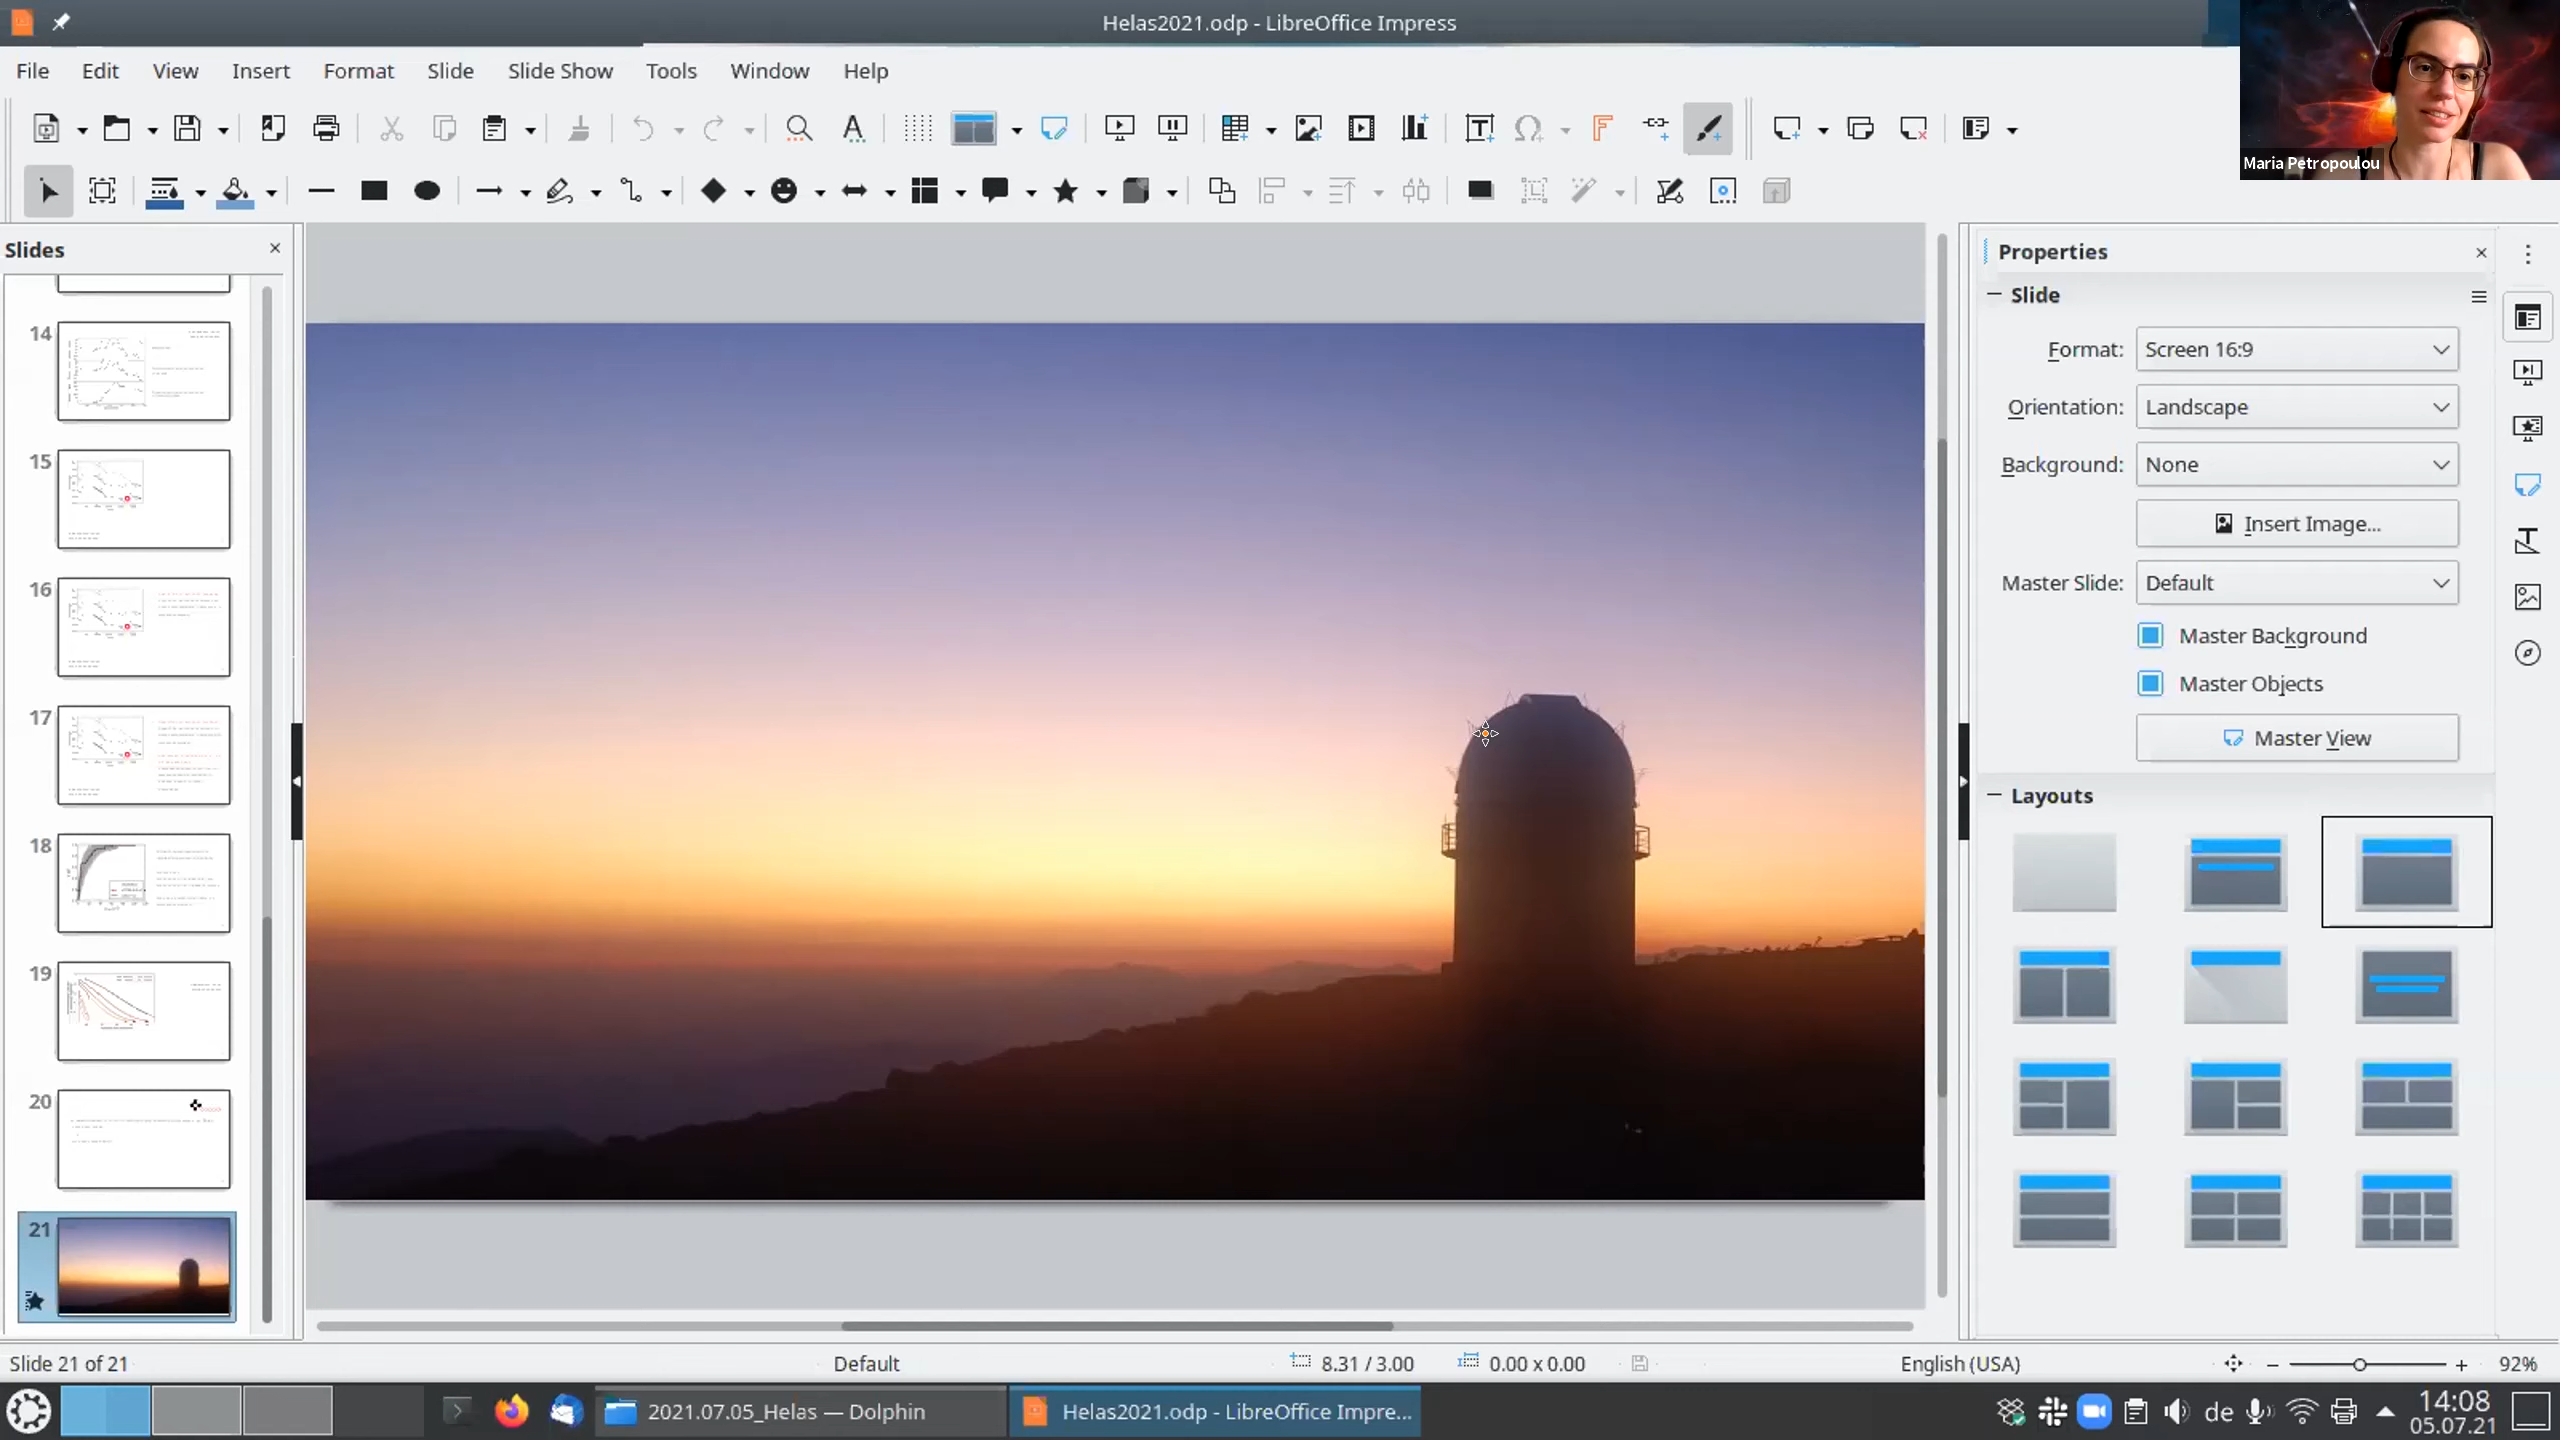 Helas2021.odp - LibreOffice Impress
File Edit View Insert Format Slide Slide Show Tools Window Help
Maria Petropoulou
Slides
14
15
16
17
18
19
20
21
Properties
Slide
Format: Screen 16:9
Orientation: Landscape
Background: None
Insert Image...
Master Slide: Default
Master Background
Master Objects
Master View
Layouts
Slide 21 of 21
Default
8.31 / 3.00
0.00 x 0.00
English (USA)
92%
2021.07.05_Helas — Dolphin
Helas2021.odp - LibreOffice Impre...
de
14:08
05.07.21